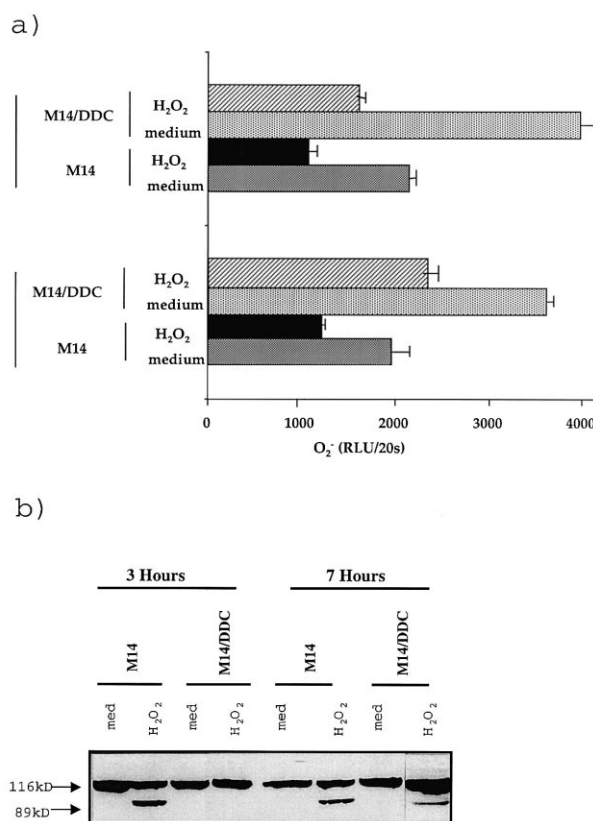 a)
M14/DDC
H₂O₂
medium
M14
H₂O₂
medium
M14/DDC
H₂O₂
medium
M14
H₂O₂
medium
0 1000 2000 3000 4000
O₂⁻ (RLU/20s)
b)
3 Hours 7 Hours
M14 M14/DDC M14 M14/DDC
med H₂O₂ med H₂O₂ med H₂O₂ med H₂O₂
116kD
89kD